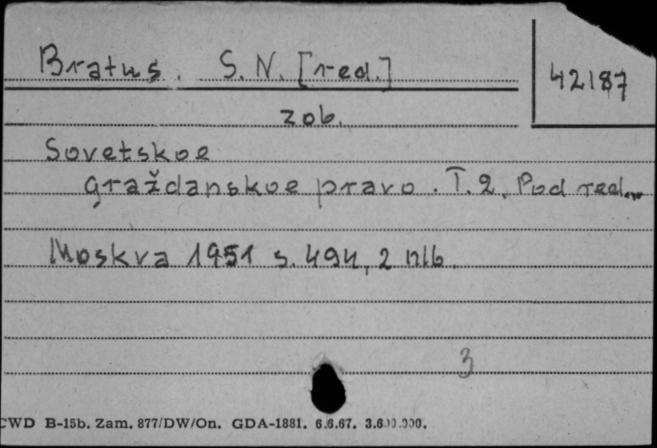 Bratus. S. N. [red.]
42187
zob.
Sovetskoe
graždanskoe pravo. T. 2. Pod red...
Moskva 1951 s. 494, 2 nlb.
3
CWD B-15b. Zam. 877/DW/On. GDA-1881. 6.6.67. 3.600.000.